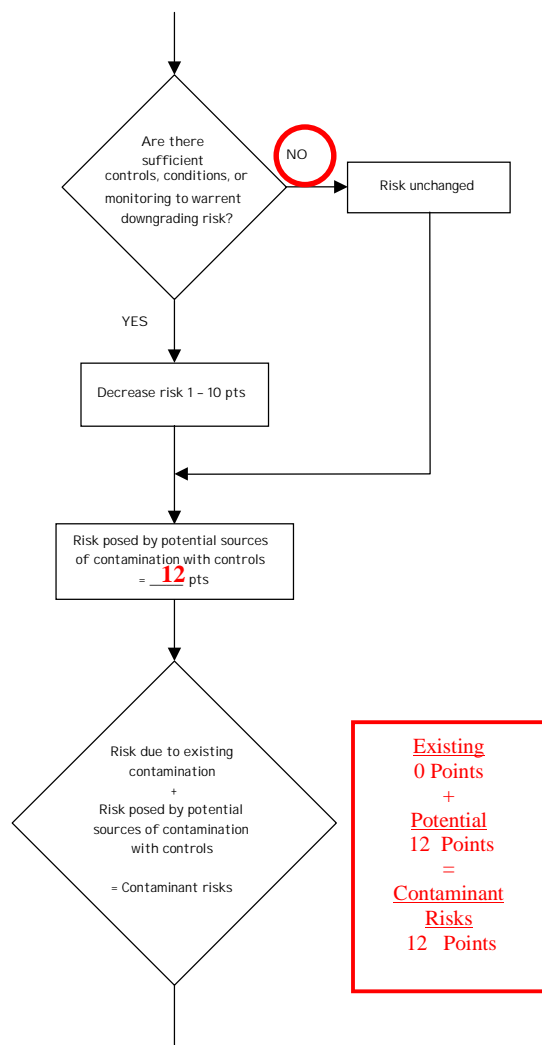 Are there
sufficient
controls, conditions, or
monitoring to warrent
downgrading risk?
NO
Risk unchanged
YES
Decrease risk 1 – 10 pts
Risk posed by potential sources
of contamination with controls
= 12 pts
Risk due to existing
contamination
+
Risk posed by potential
sources of contamination
with controls
= Contaminant risks
Existing
0 Points
+
Potential
12 Points
=
Contaminant
Risks
12 Points